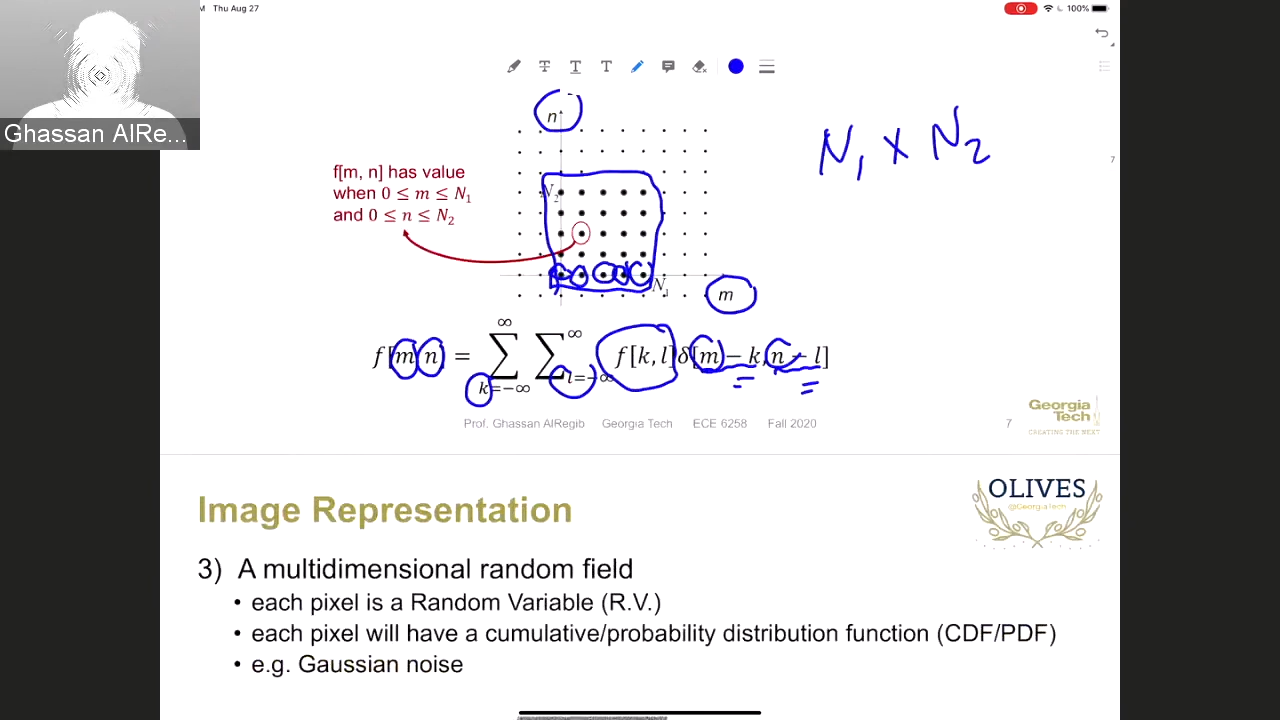 M Thu Aug 27
100%
Ghassan AlRe...
n
N₁ x N₂
7
f[m, n] has value
when 0 ≤ m ≤ N₁
and 0 ≤ n ≤ N₂
N₂
N₁
m
f[m, n] = ∑_{k=-∞}^{∞} ∑_{l=-∞}^{∞} f[k, l]δ[m − k, n − l]
Prof. Ghassan AlRegib Georgia Tech ECE 6258 Fall 2020 7
Georgia
Tech
CREATING THE NEXT
OLIVES
@GeorgiaTech
Image Representation
3) A multidimensional random field
• each pixel is a Random Variable (R.V.)
• each pixel will have a cumulative/probability distribution function (CDF/PDF)
• e.g. Gaussian noise